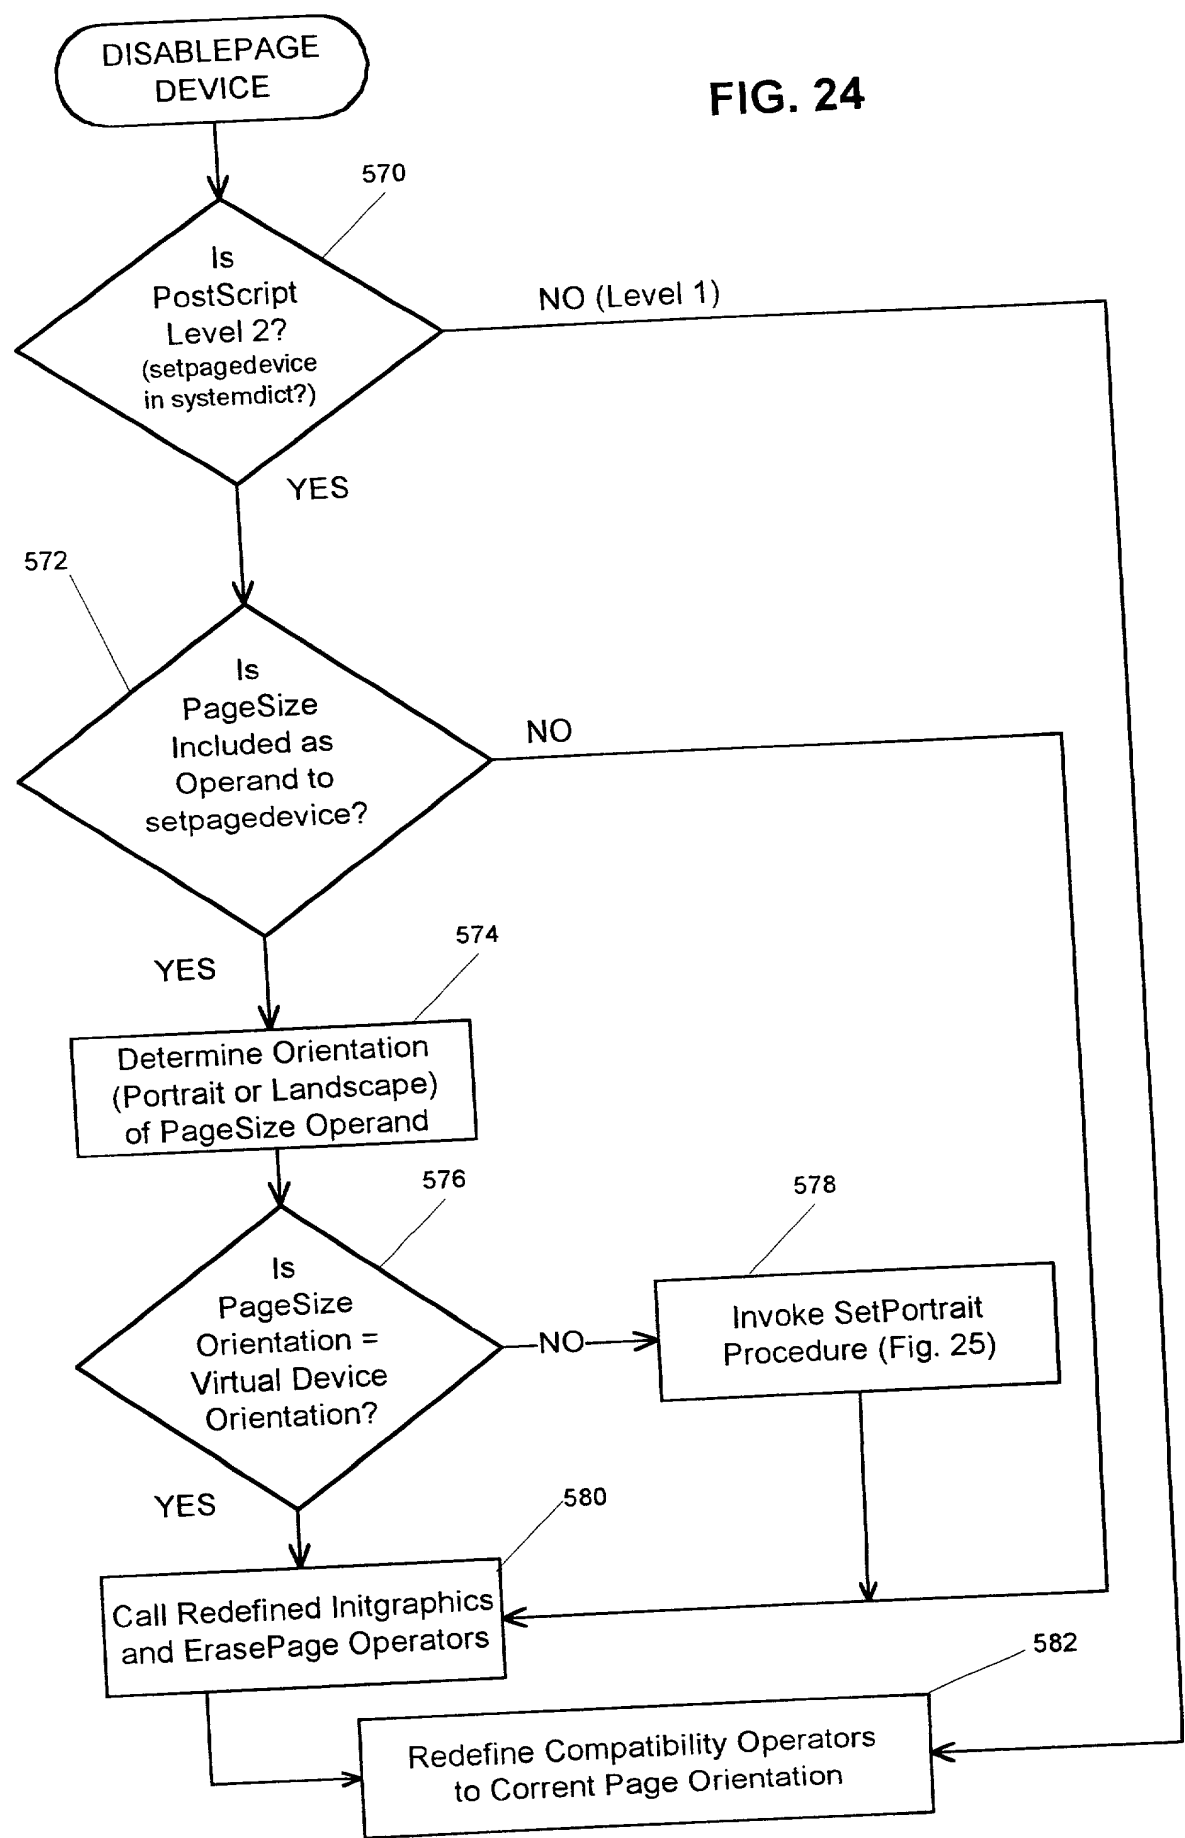 DISABLEPAGE
DEVICE
FIG. 24
570
Is
PostScript
Level 2?
(setpagedevice
in systemdict?)
NO (Level 1)
YES
572
Is
PageSize
Included as
Operand to
setpagedevice?
NO
YES
574
Determine Orientation
(Portrait or Landscape)
of PageSize Operand
576
Is
PageSize
Orientation =
Virtual Device
Orientation?
NO
578
Invoke SetPortrait
Procedure (Fig. 25)
YES
580
Call Redefined Initgraphics
and ErasePage Operators
582
Redefine Compatibility Operators
to Corrent Page Orientation